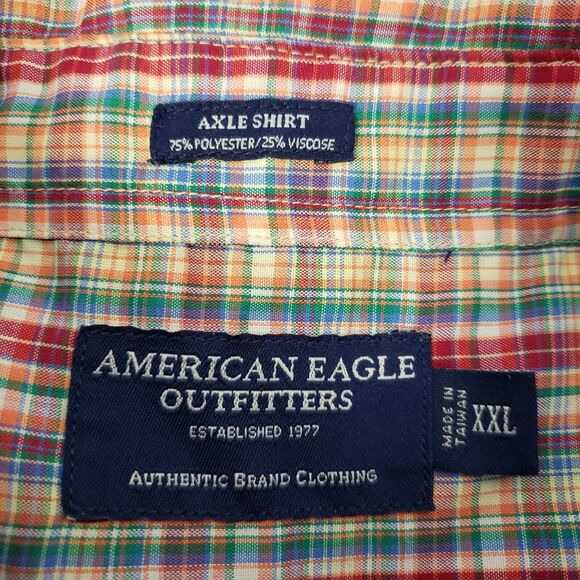 AXLE SHIRT
75% POLYESTER/25% VISCOSE
AMERICAN EAGLE
OUTFITTERS
ESTABLISHED 1977
AUTHENTIC BRAND CLOTHING
MADE IN
TAIWAN
XXL